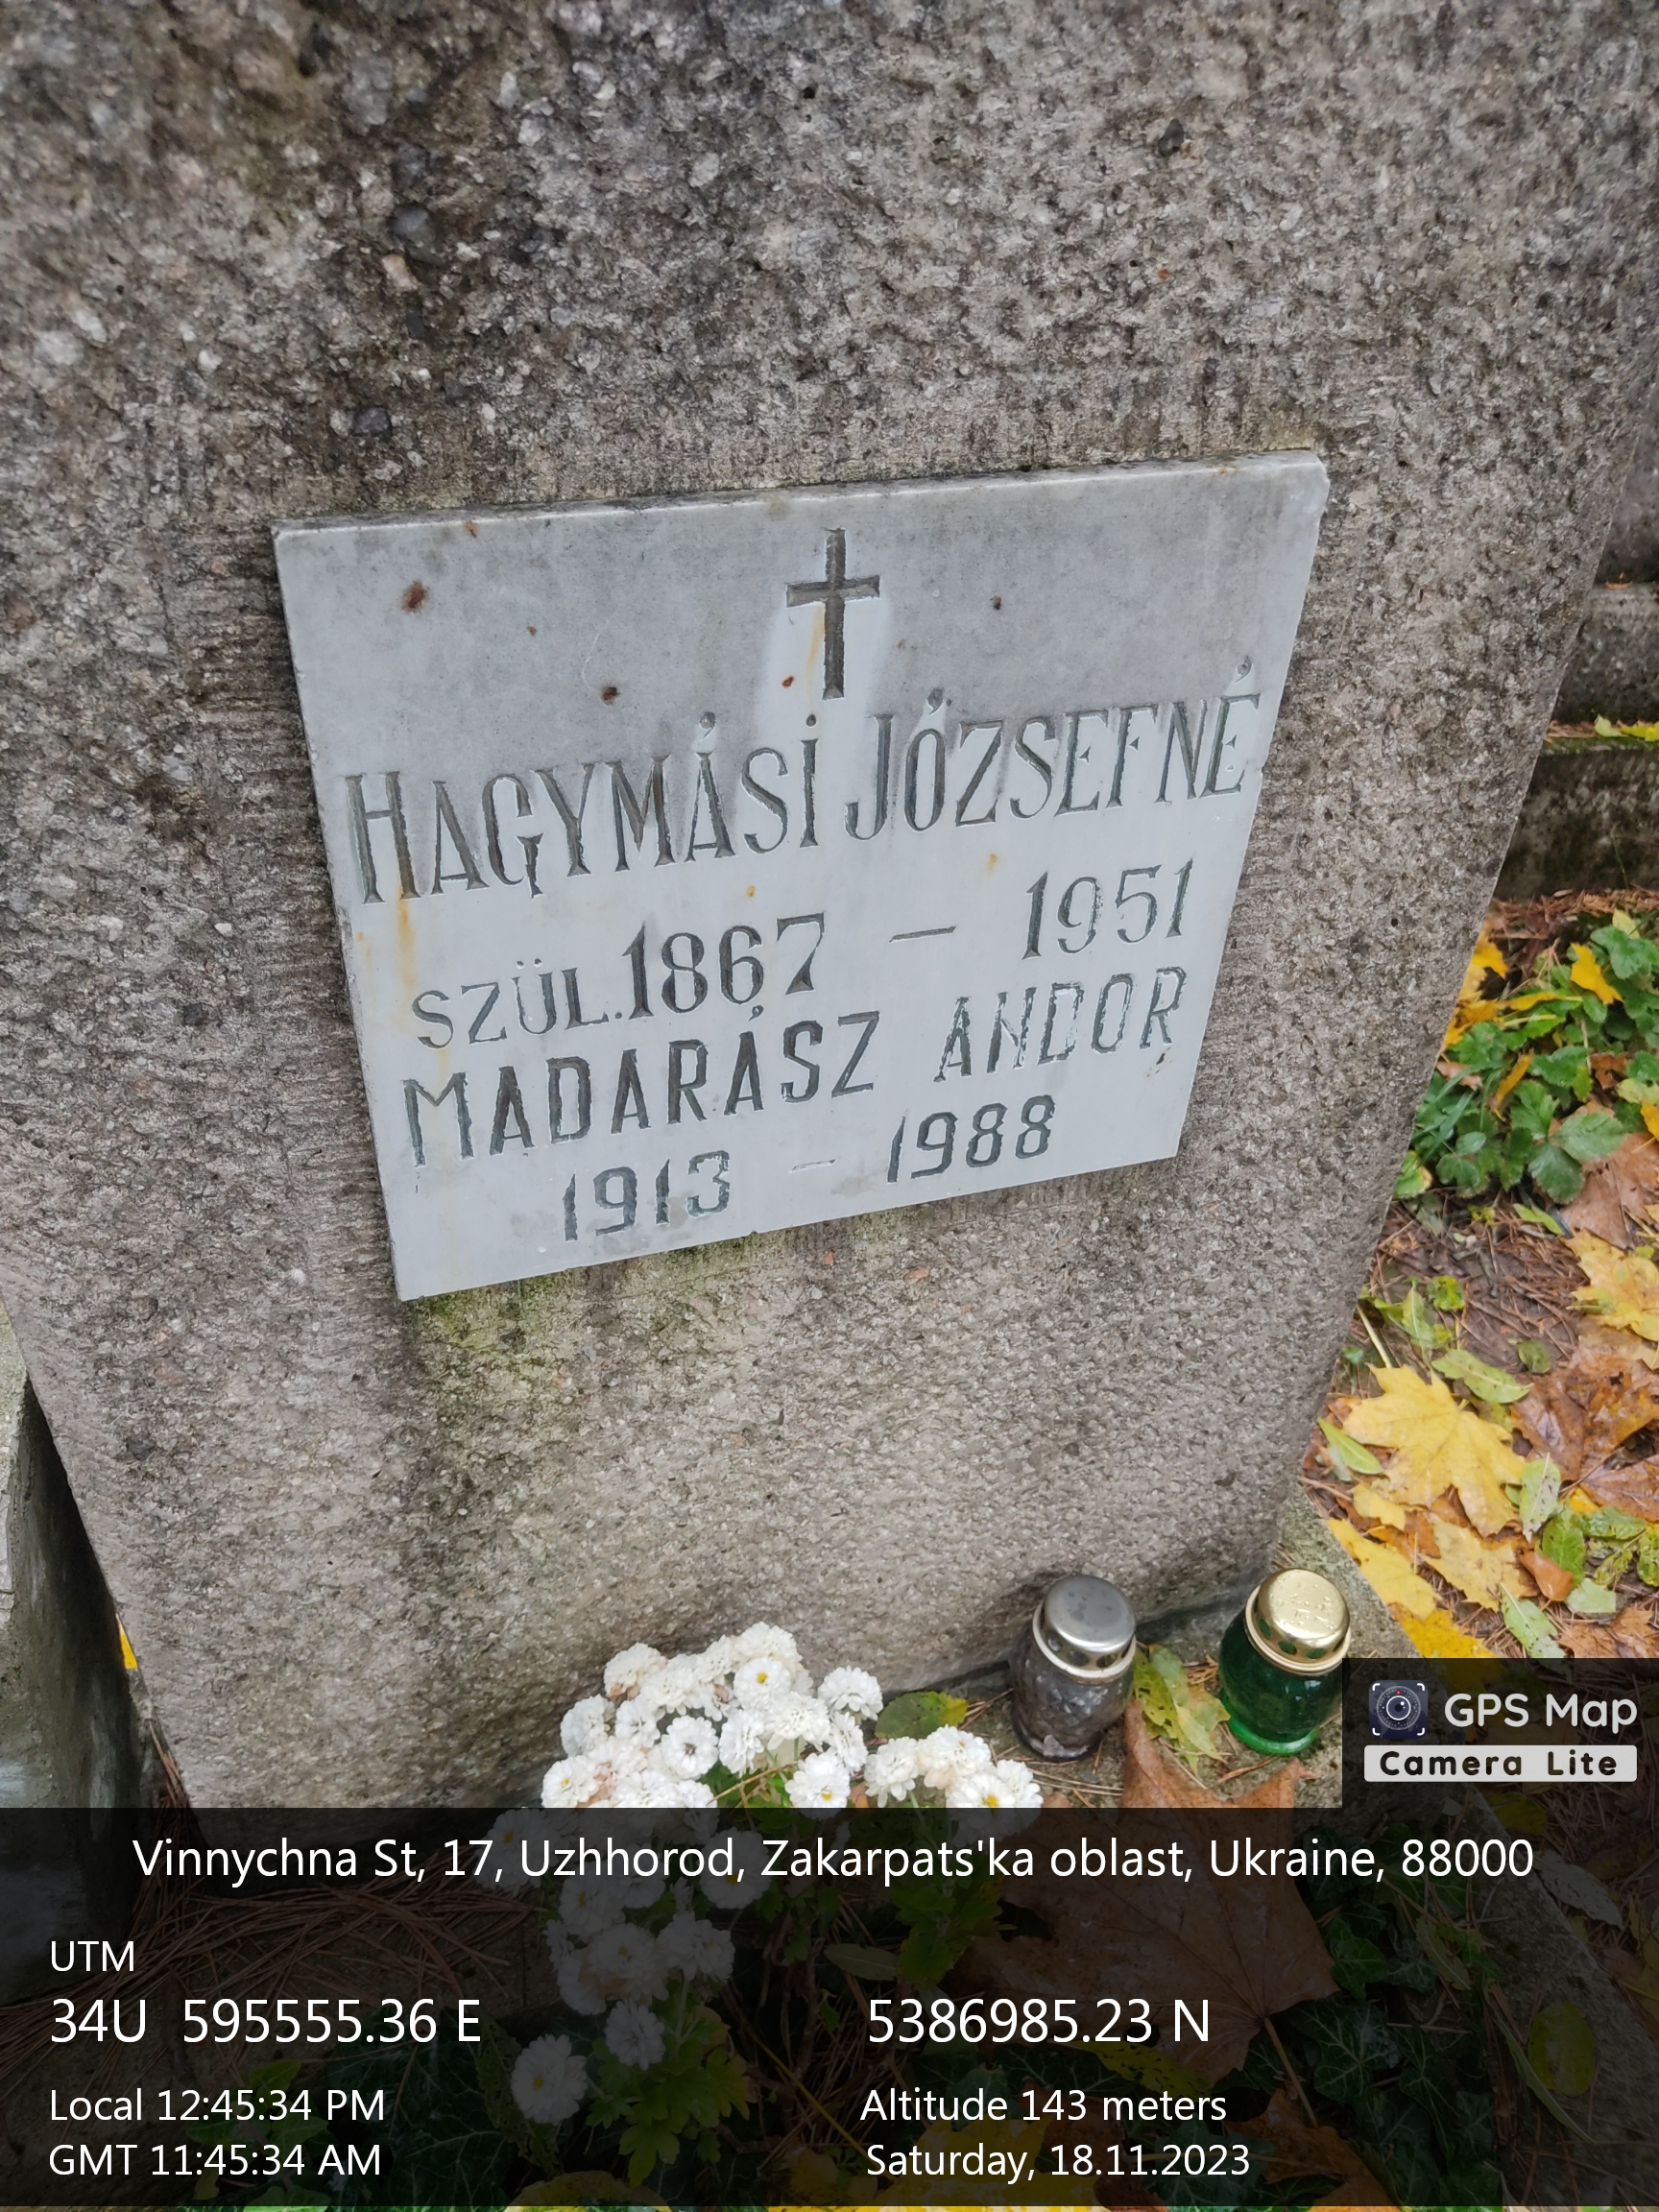 HAGYMÁSI JÓZSEFNÉ
SZÜL. 1867 — 1951
MADARÁSZ ANDOR
1913 — 1988
GPS Map
Camera Lite
Vinnychna St, 17, Uzhhorod, Zakarpats'ka oblast, Ukraine, 88000
UTM
34U 595555.36 E 5386985.23 N
Local 12:45:34 PM Altitude 143 meters
GMT 11:45:34 AM Saturday, 18.11.2023